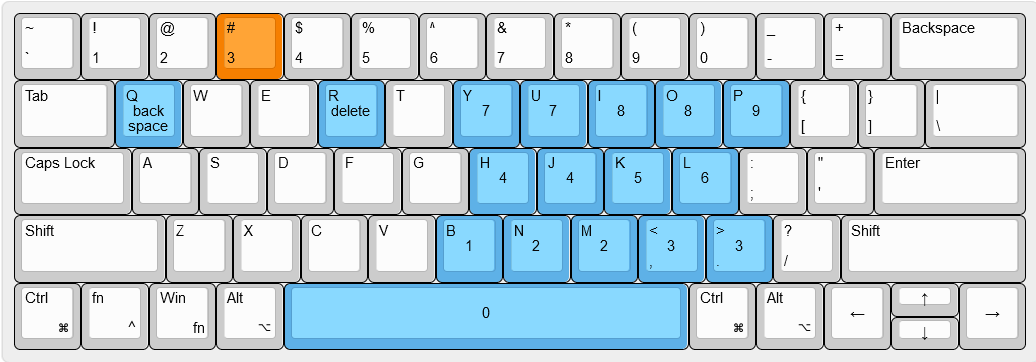 ~ ! @ # $ % ^ & * ( ) _ + Backspace
` 1 2 3 4 5 6 7 8 9 0 - =
Tab Q W E R T Y U I O P { } |
back delete 7 7 8 8 9
space [ ] \
Caps Lock A S D F G H J K L : " Enter
4 4 5 6
; '
Shift Z X C V B N M < > ? Shift
1 2 2 3 3
, . /
Ctrl fn Win Alt 0 Ctrl Alt ← ↑ →
⌘ ^ fn ⌥ ⌘ ⌥ ↓